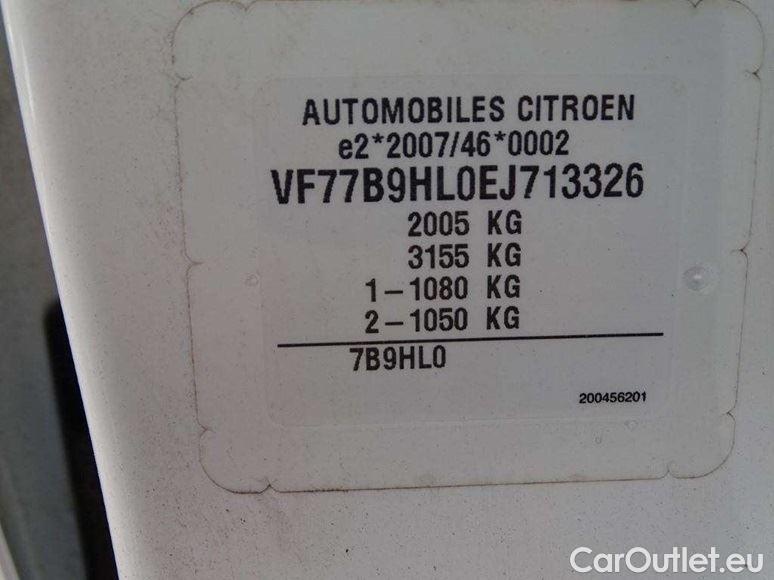 AUTOMOBILES CITROEN
e2*2007/46*0002
VF77B9HL0EJ713326
2005 KG
3155 KG
1-1080 KG
2-1050 KG
7B9HL0
200456201
CarOutlet.eu